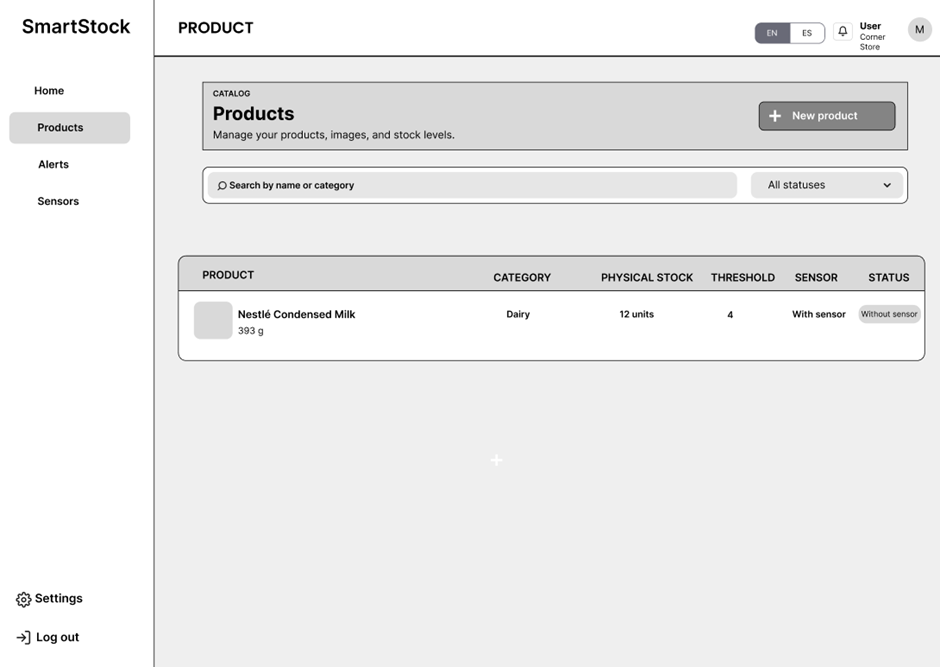 SmartStock
PRODUCT
EN
ES
User
Corner
Store
M
Home
Products
Alerts
Sensors
CATALOG
Products
Manage your products, images, and stock levels.
New product
Search by name or category
All statuses
PRODUCT CATEGORY PHYSICAL STOCK THRESHOLD SENSOR STATUS
Nestlé Condensed Milk Dairy 12 units 4 With sensor Without sensor
393 g
Settings
Log out